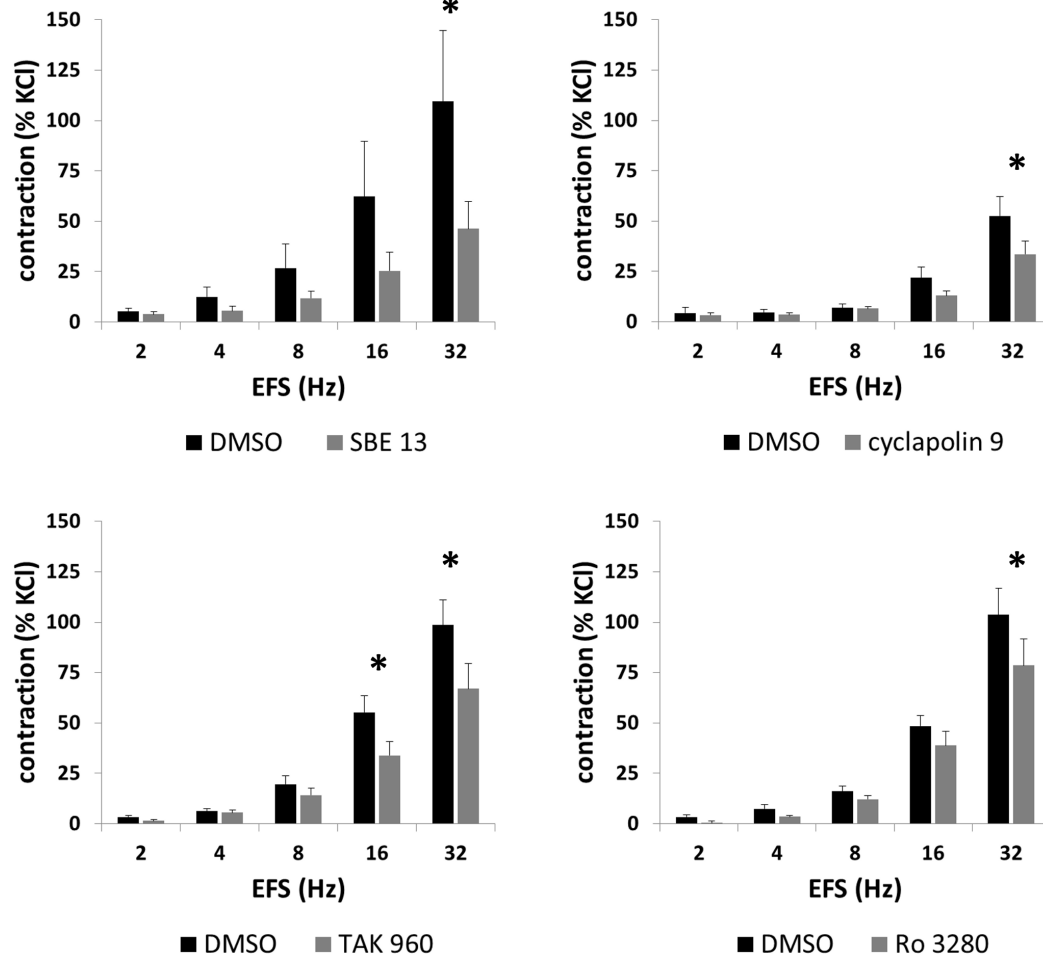 150
125
100
75
50
25
0
contraction (% KCl)
*
2 4 8 16 32
EFS (Hz)
DMSO SBE 13
150
125
100
75
50
25
0
contraction (% KCl)
*
2 4 8 16 32
EFS (Hz)
DMSO cyclapolin 9
150
125
100
75
50
25
0
contraction (% KCl)
*
*
2 4 8 16 32
EFS (Hz)
DMSO TAK 960
150
125
100
75
50
25
0
contraction (% KCl)
*
2 4 8 16 32
EFS (Hz)
DMSO Ro 3280